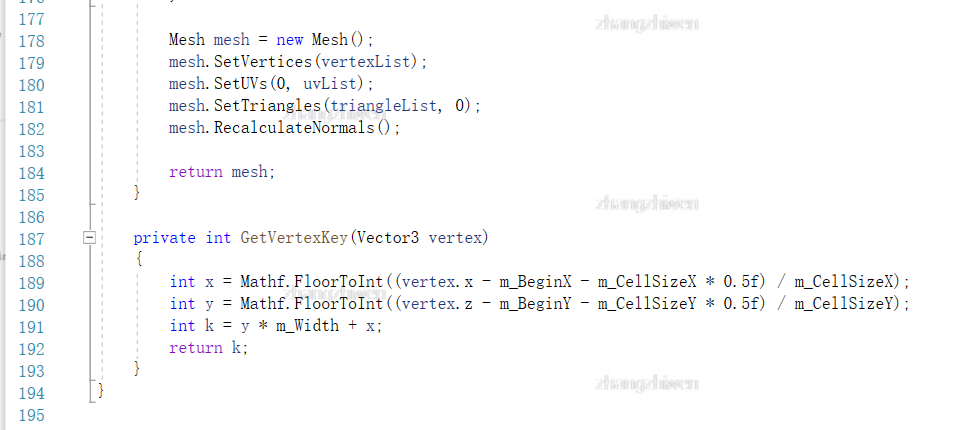 177
178 Mesh mesh = new Mesh();
179 mesh.SetVertices(vertexList);
180 mesh.SetUVs(0, uvList);
181 mesh.SetTriangles(triangleList, 0);
182 mesh.RecalculateNormals();
183
184 return mesh;
185 }
186
187 private int GetVertexKey(Vector3 vertex)
188 {
189 int x = Mathf.FloorToInt((vertex.x - m_BeginX - m_CellSizeX * 0.5f) / m_CellSizeX);
190 int y = Mathf.FloorToInt((vertex.z - m_BeginY - m_CellSizeY * 0.5f) / m_CellSizeY);
191 int k = y * m_Width + x;
192 return k;
193 }
194 }
195